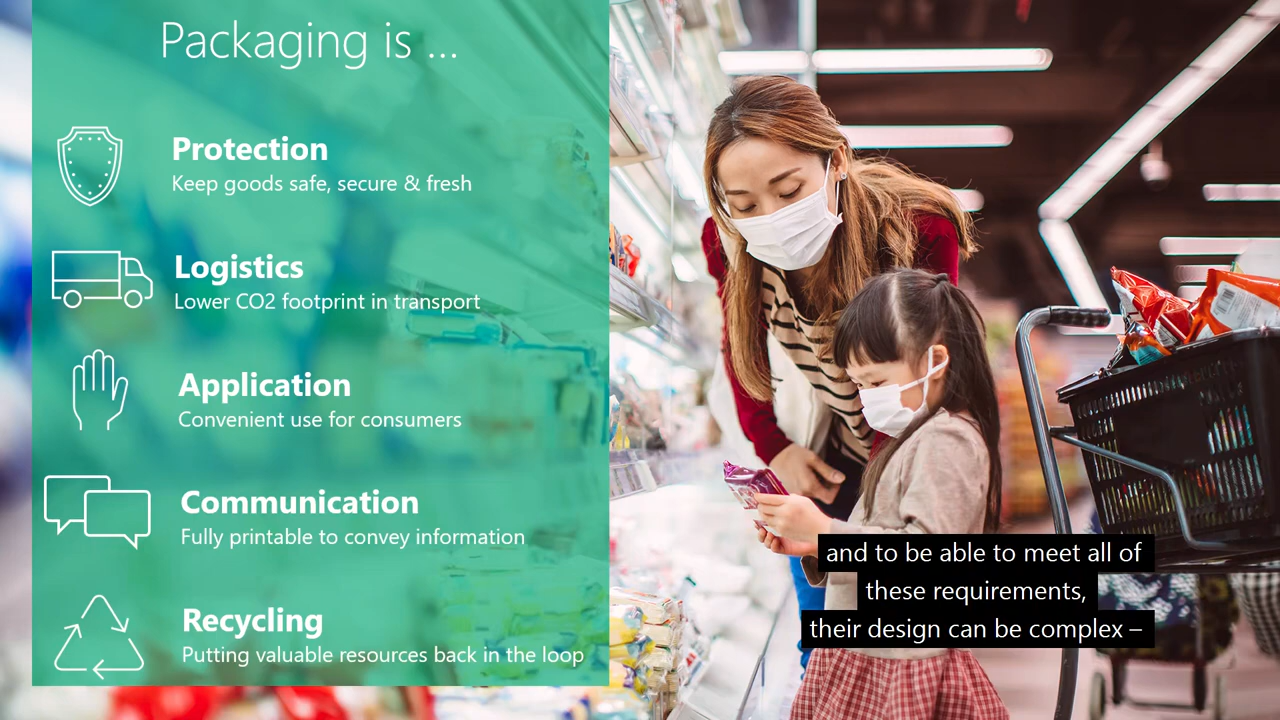 Packaging is ...
Protection
Keep goods safe, secure & fresh
Logistics
Lower CO2 footprint in transport
Application
Convenient use for consumers
Communication
Fully printable to convey information
Recycling
Putting valuable resources back in the loop
and to be able to meet all of
these requirements,
their design can be complex –